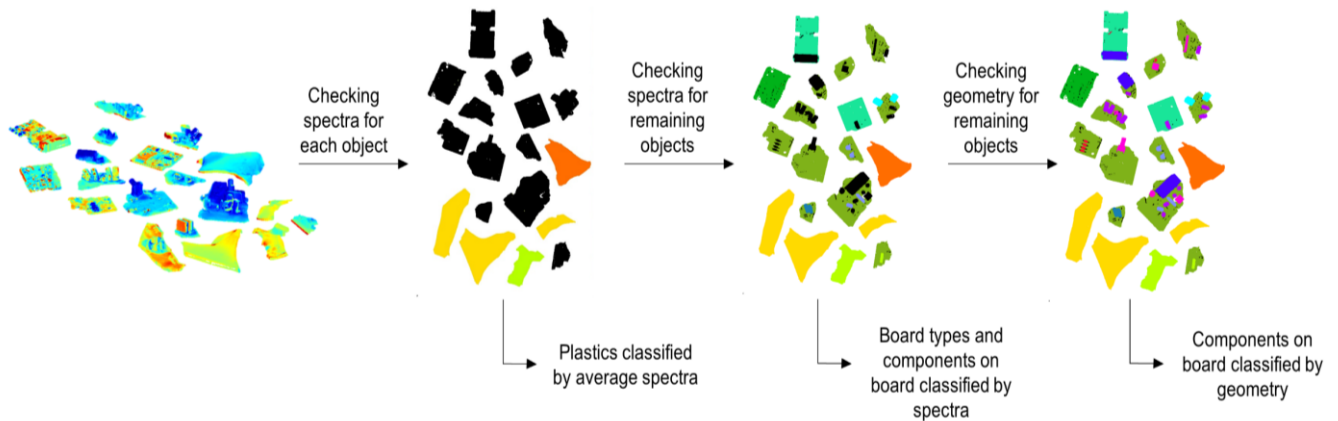 Checking
spectra for
each object
Checking
spectra for
remaining
objects
Checking
geometry for
remaining
objects
Plastics classified
by average spectra
Board types and
components on
board classified by
spectra
Components on
board classified by
geometry